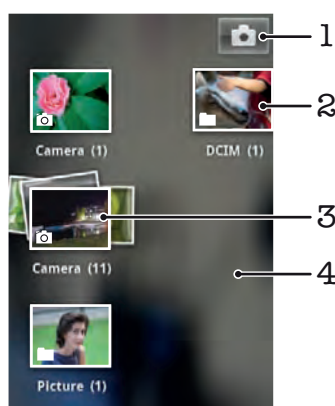 1
Camera (1)
DCIM (1)
2
Camera (11)
3
4
Picture (1)